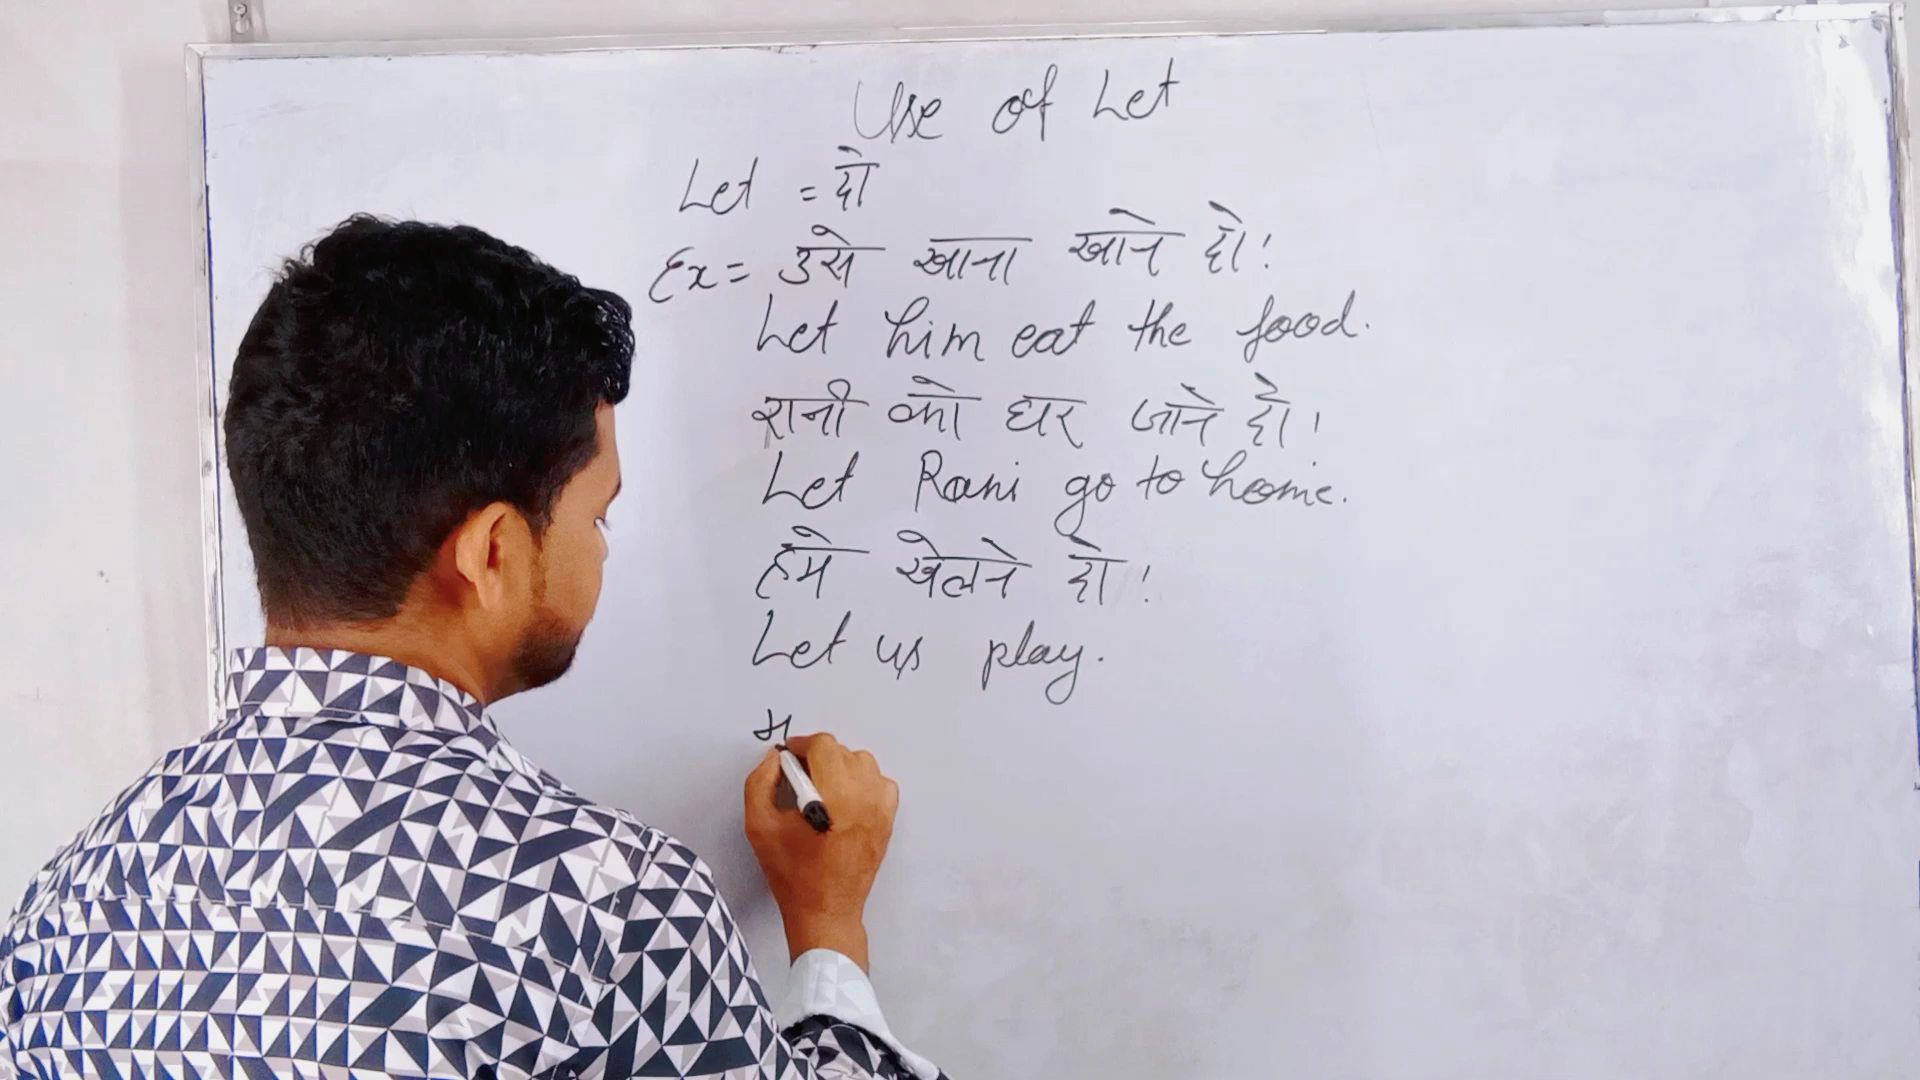 Use of Let
Let = दो
Ex = उसे खाना खाने दो!
Let him eat the food.
रानी को घर जाने दो।
Let Rani go to home.
हमे खेलने दो!
Let us play.
म